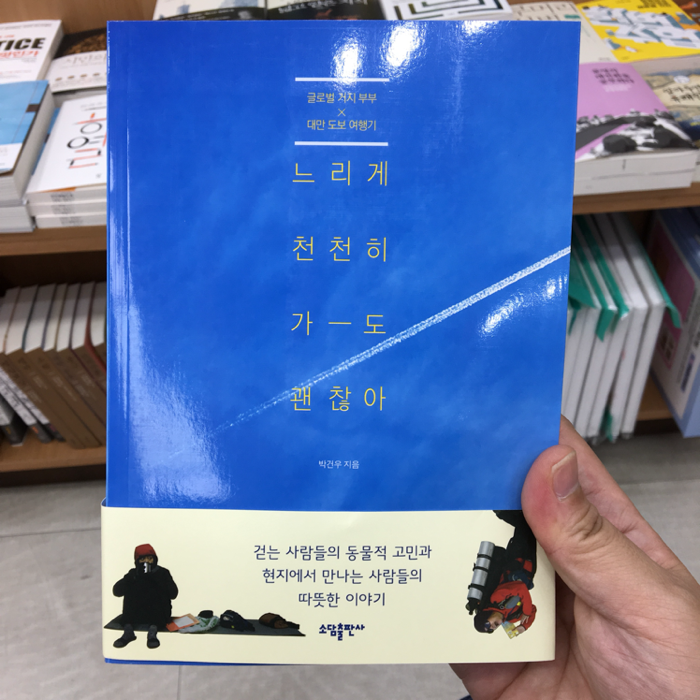 글로벌 거지 부부
×
대만 도보 여행기
느리게
천천히
가—도
괜찮아
박건우 지음
걷는 사람들의 동물적 고민과
현지에서 만나는 사람들의
따뜻한 이야기
소담출판사